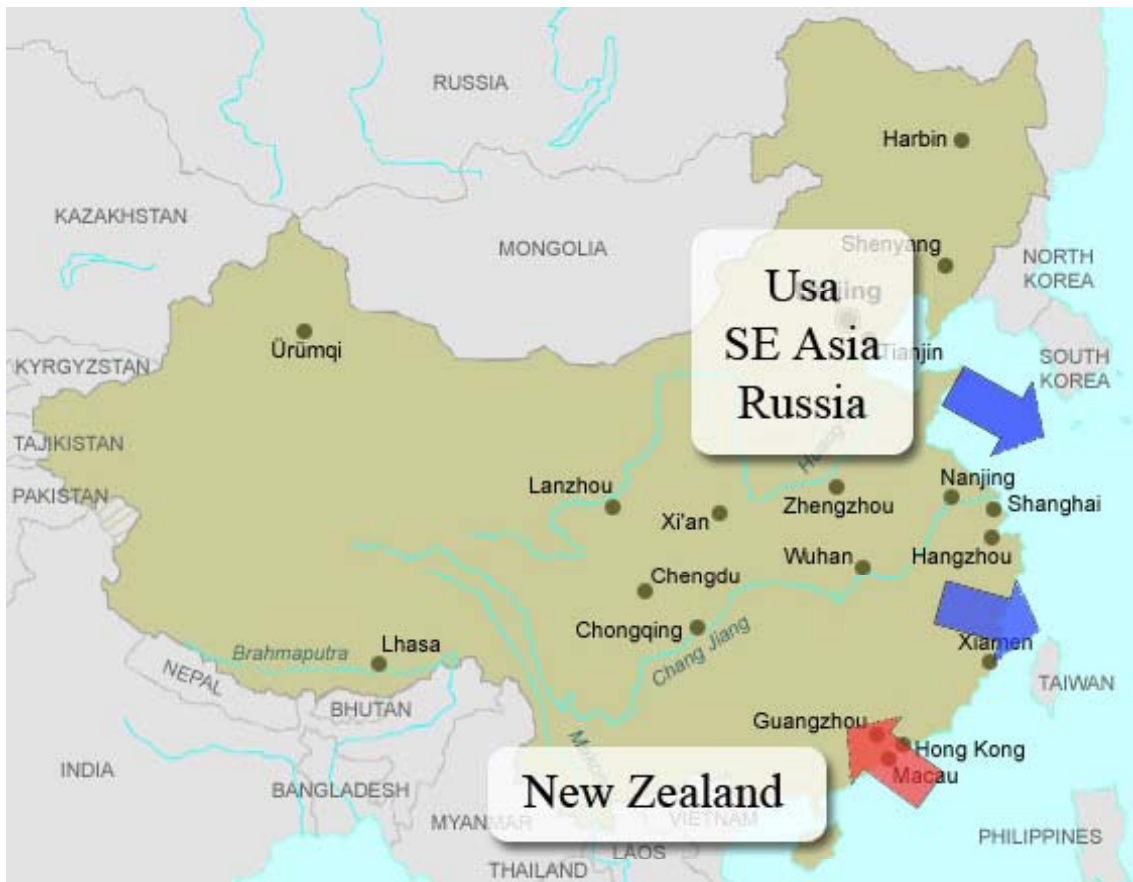 RUSSIA
Harbin
KAZAKHSTAN
MONGOLIA
Shenyang
NORTH
KOREA
Usa
SE Asia
Russia
Tianjin
Ürümqi
KYRGYZSTAN
SOUTH
KOREA
TAJIKISTAN
PAKISTAN
Lanzhou
Xi'an
Zhengzhou
Nanjing
Shanghai
Wuhan
Hangzhou
Chengdu
Chongqing
Chang Jiang
Xiamen
Lhasa
Brahmaputra
NEPAL
BHUTAN
TAIWAN
Guangzhou
Hong Kong
Macau
INDIA
BANGLADESH
New Zealand
MYANMAR
VIETNAM
LAOS
THAILAND
PHILIPPINES